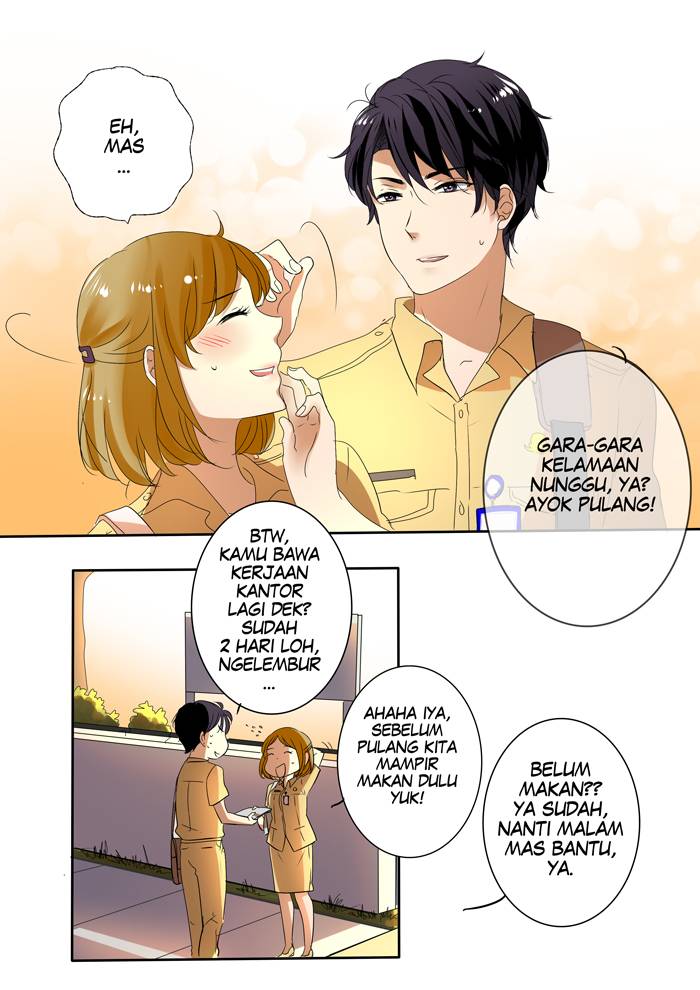 EH,
MAS
...
GARA-GARA
KELAMAAN
NUNGGU, YA?
AYOK PULANG!
BTW,
KAMU BAWA
KERJAAN
KANTOR
LAGI DEK?
SUDAH
2 HARI LOH,
NGELEMBUR
...
AHAHA IYA,
SEBELUM
PULANG KITA
MAMPIR
MAKAN DULU
YUK!
BELUM
MAKAN??
YA SUDAH,
NANTI MALAM
MAS BANTU,
YA.